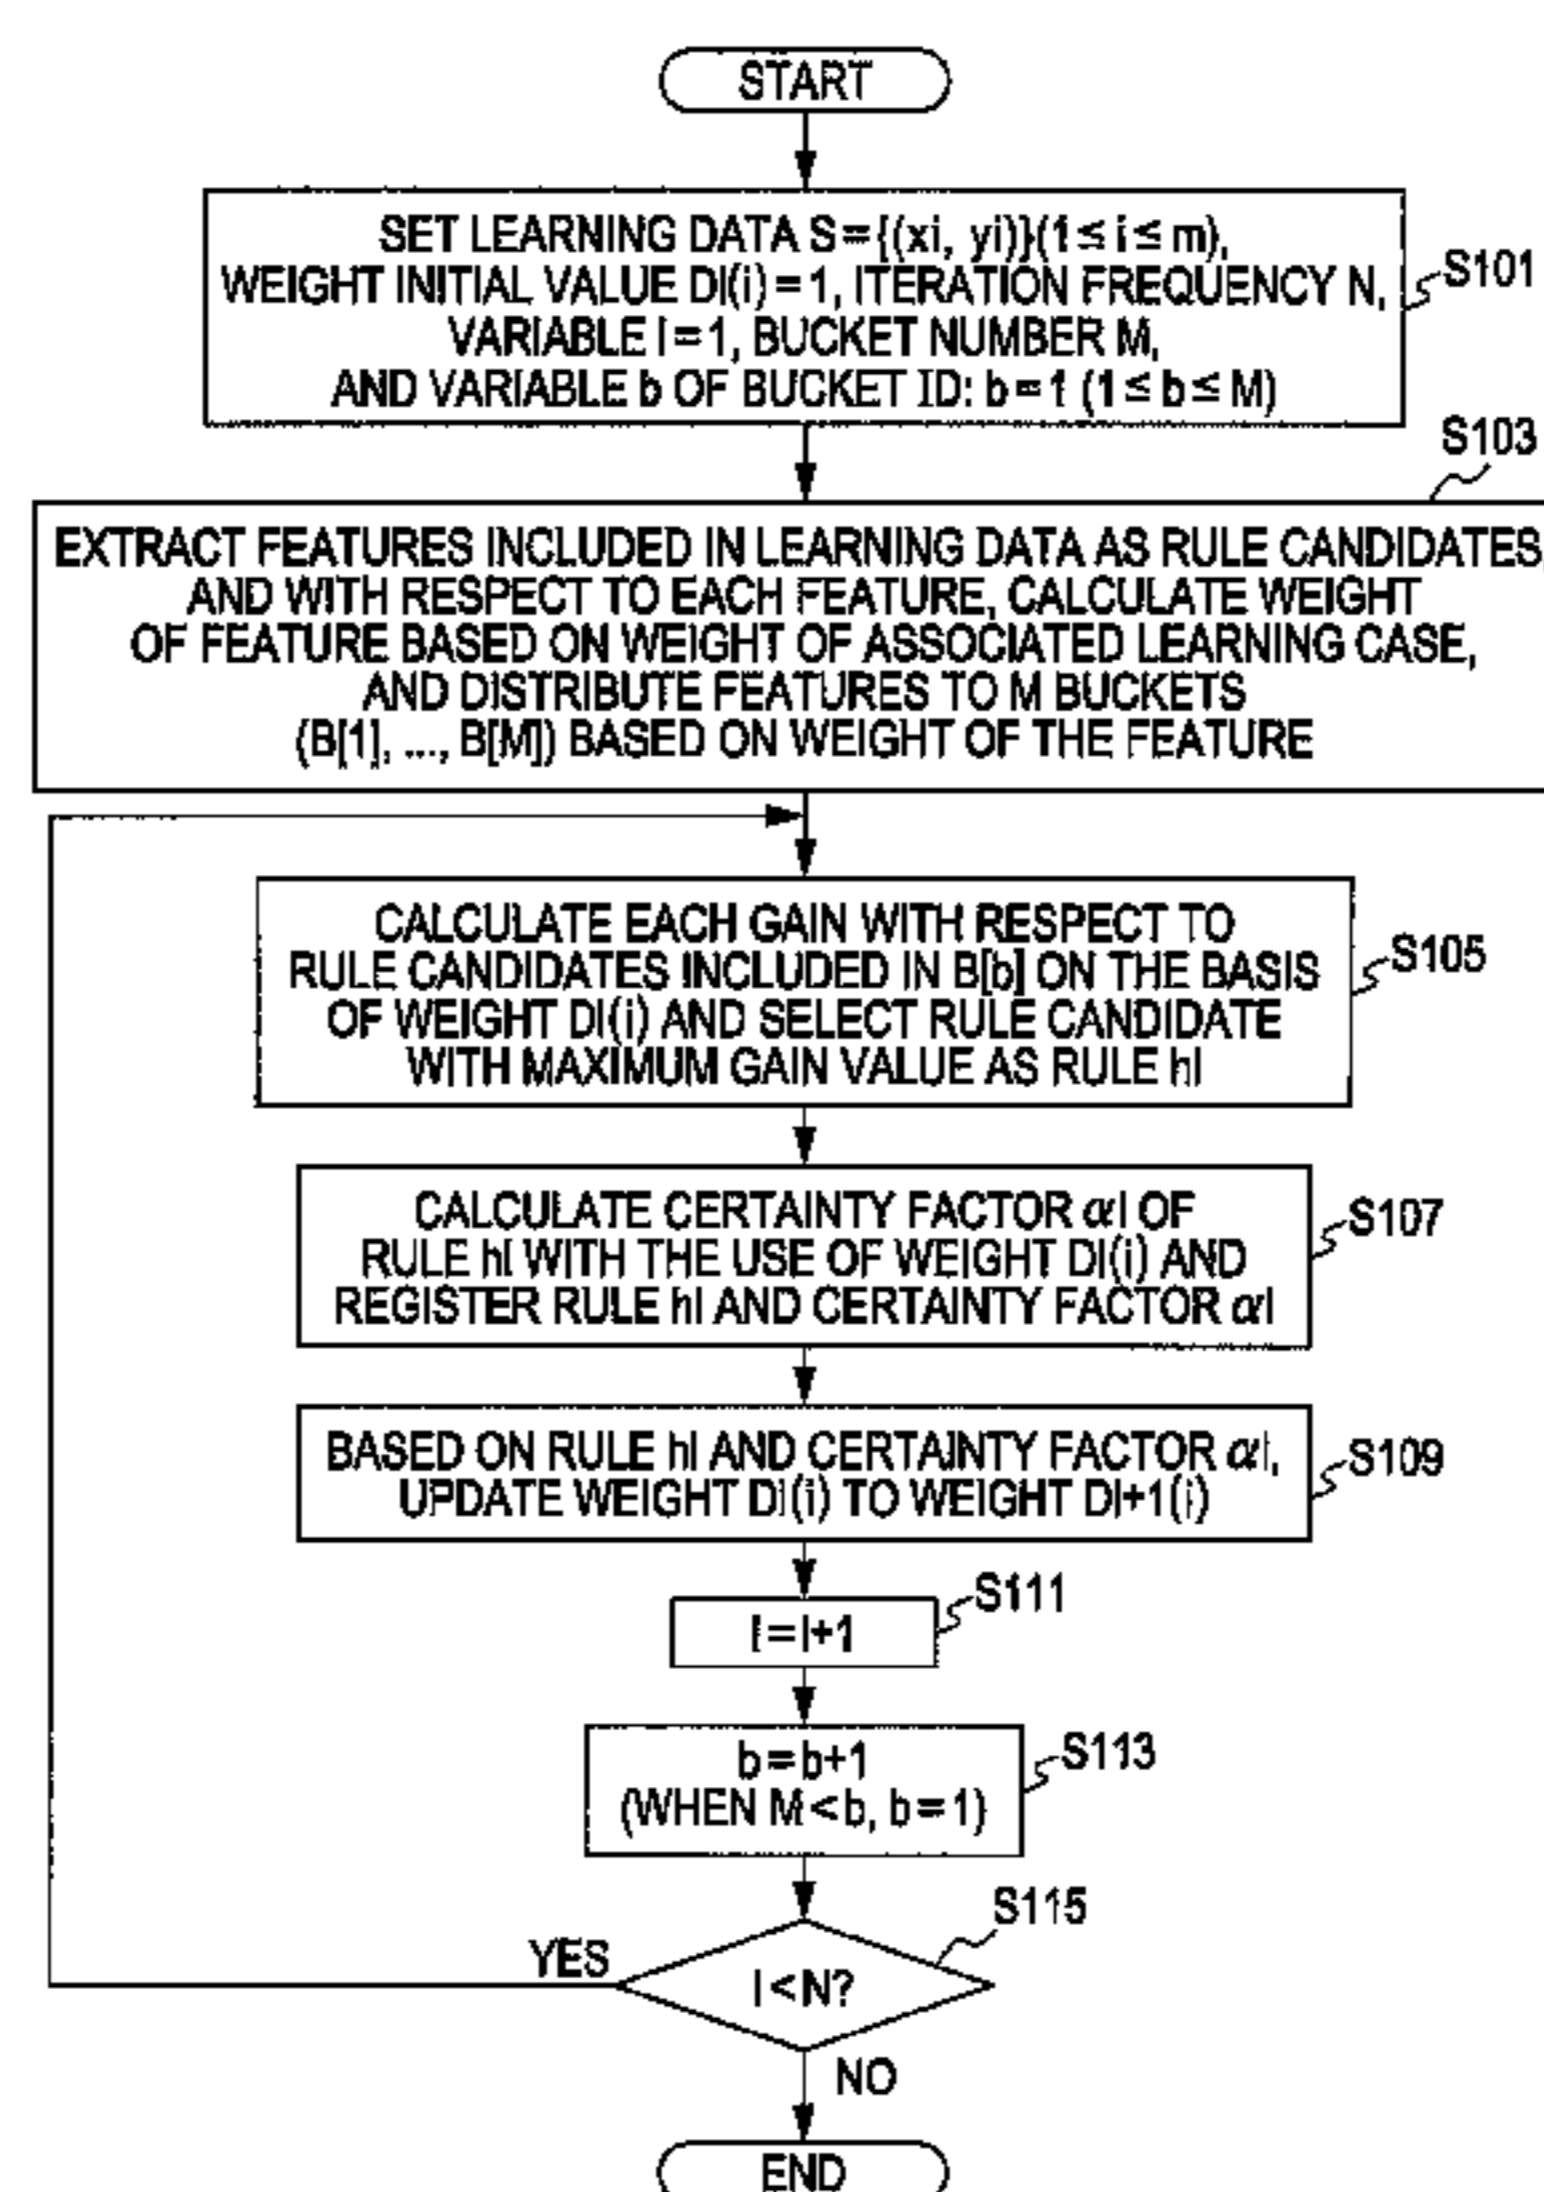 START
SET LEARNING DATA S={(xi, yi)}(1≤i≤m),
WEIGHT INITIAL VALUE Dl(i)=1, ITERATION FREQUENCY N,
VARIABLE l=1, BUCKET NUMBER M,
AND VARIABLE b OF BUCKET ID: b=1 (1≤b≤M)
S101
S103
EXTRACT FEATURES INCLUDED IN LEARNING DATA AS RULE CANDIDATES,
AND WITH RESPECT TO EACH FEATURE, CALCULATE WEIGHT
OF FEATURE BASED ON WEIGHT OF ASSOCIATED LEARNING CASE,
AND DISTRIBUTE FEATURES TO M BUCKETS
(B[1], ..., B[M]) BASED ON WEIGHT OF THE FEATURE
CALCULATE EACH GAIN WITH RESPECT TO
RULE CANDIDATES INCLUDED IN B[b] ON THE BASIS
OF WEIGHT Dl(i) AND SELECT RULE CANDIDATE
WITH MAXIMUM GAIN VALUE AS RULE hl
S105
CALCULATE CERTAINTY FACTOR αl OF
RULE hl WITH THE USE OF WEIGHT Dl(i) AND
REGISTER RULE hl AND CERTAINTY FACTOR αl
S107
BASED ON RULE hl AND CERTAINTY FACTOR αl,
UPDATE WEIGHT Dl(i) TO WEIGHT Dl+1(i)
S109
l=l+1
S111
b=b+1
(WHEN M<b, b=1)
S113
S115
YES
l<N?
NO
END